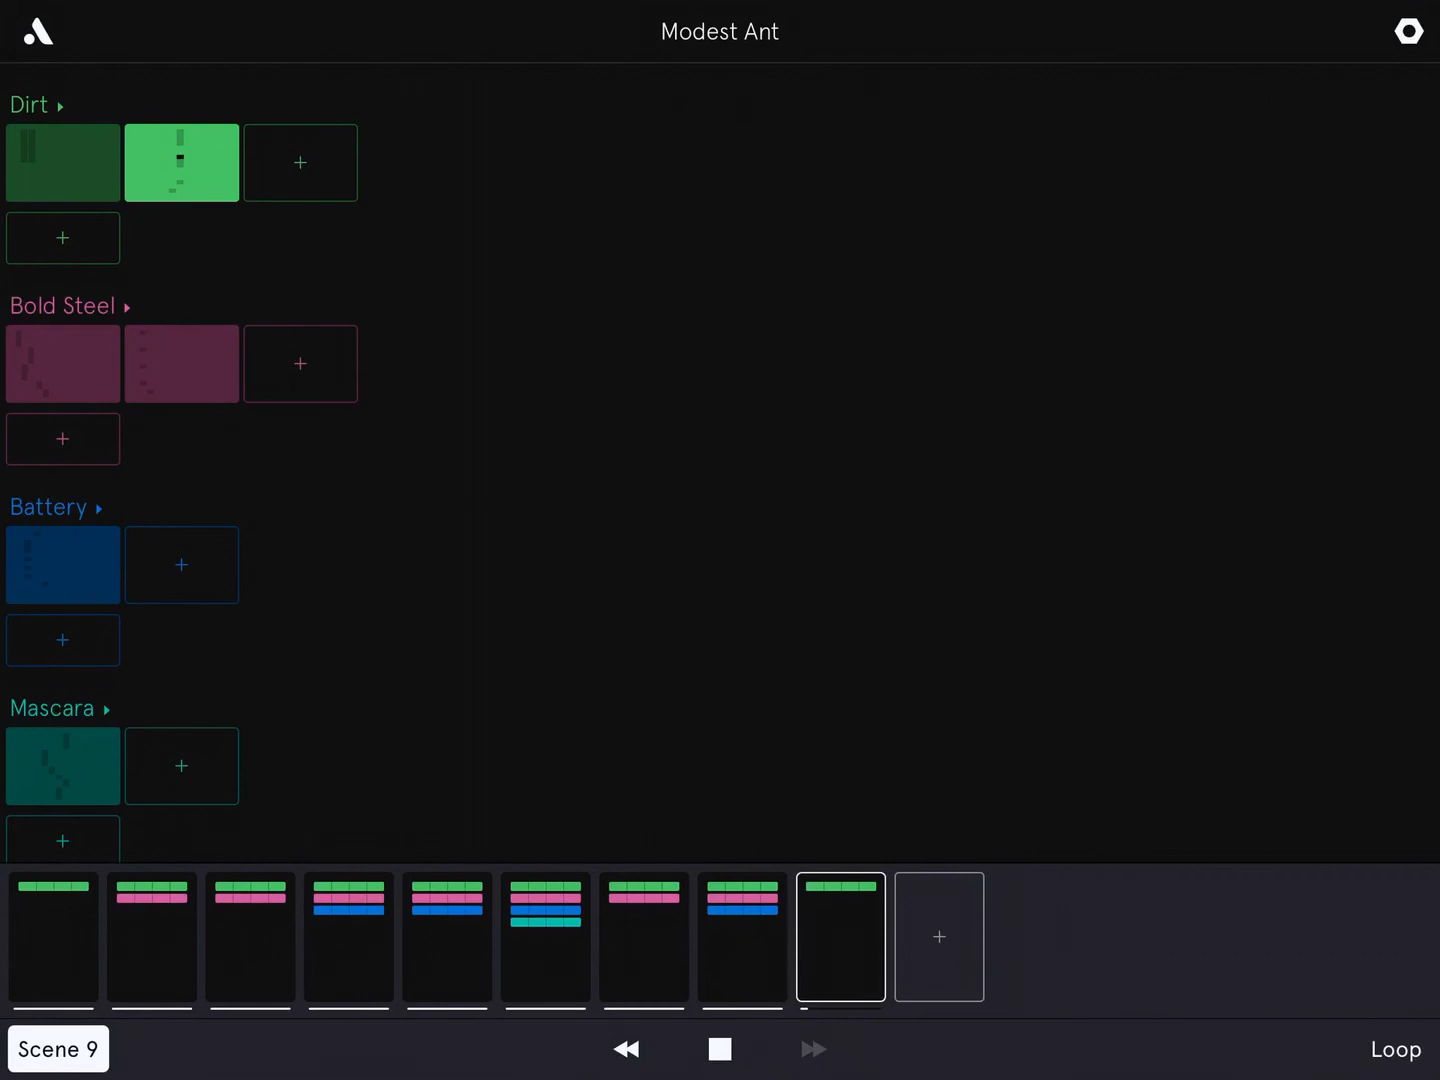 Modest Ant
Dirt
Bold Steel
Battery
Mascara
Scene 9
Loop